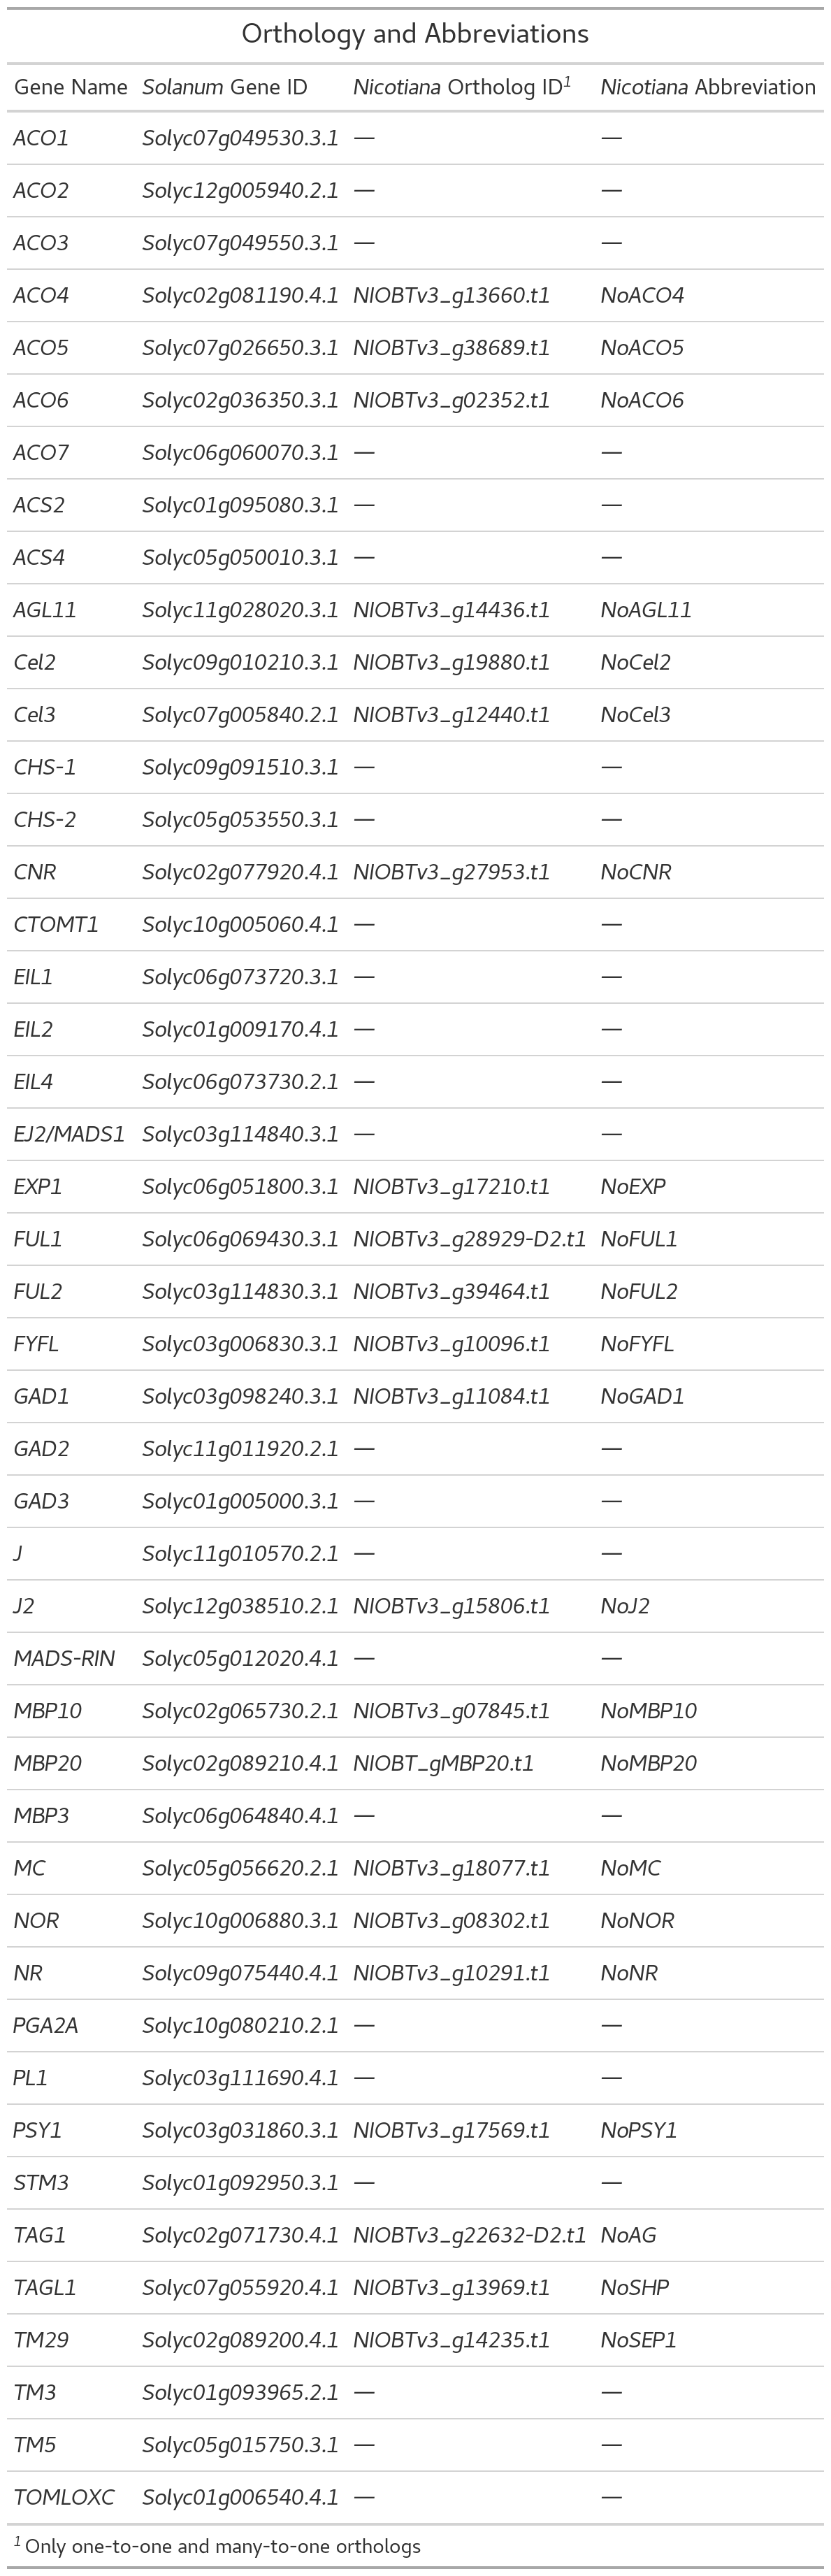 Orthology and Abbreviations
Gene Name Solanum Gene ID Nicotiana Ortholog ID1 Nicotiana Abbreviation
ACO1 Solyc07g049530.3.1 — —
ACO2 Solyc12g005940.2.1 — —
ACO3 Solyc07g049550.3.1 — —
ACO4 Solyc02g081190.4.1 NIOBTv3_g13660.t1 NoACO4
ACO5 Solyc07g026650.3.1 NIOBTv3_g38689.t1 NoACO5
ACO6 Solyc02g036350.3.1 NIOBTv3_g02352.t1 NoACO6
ACO7 Solyc06g060070.3.1 — —
ACS2 Solyc01g095080.3.1 — —
ACS4 Solyc05g050010.3.1 — —
AGL11 Solyc11g028020.3.1 NIOBTv3_g14436.t1 NoAGL11
Cel2 Solyc09g010210.3.1 NIOBTv3_g19880.t1 NoCel2
Cel3 Solyc07g005840.2.1 NIOBTv3_g12440.t1 NoCel3
CHS-1 Solyc09g091510.3.1 — —
CHS-2 Solyc05g053550.3.1 — —
CNR Solyc02g077920.4.1 NIOBTv3_g27953.t1 NoCNR
CTOMT1 Solyc10g005060.4.1 — —
EIL1 Solyc06g073720.3.1 — —
EIL2 Solyc01g009170.4.1 — —
EIL4 Solyc06g073730.2.1 — —
EJ2/MADS1 Solyc03g114840.3.1 — —
EXP1 Solyc06g051800.3.1 NIOBTv3_g17210.t1 NoEXP
FUL1 Solyc06g069430.3.1 NIOBTv3_g28929-D2.t1 NoFUL1
FUL2 Solyc03g114830.3.1 NIOBTv3_g39464.t1 NoFUL2
FYFL Solyc03g006830.3.1 NIOBTv3_g10096.t1 NoFYFL
GAD1 Solyc03g098240.3.1 NIOBTv3_g11084.t1 NoGAD1
GAD2 Solyc11g011920.2.1 — —
GAD3 Solyc01g005000.3.1 — —
J Solyc11g010570.2.1 — —
J2 Solyc12g038510.2.1 NIOBTv3_g15806.t1 NoJ2
MADS-RIN Solyc05g012020.4.1 — —
MBP10 Solyc02g065730.2.1 NIOBTv3_g07845.t1 NoMBP10
MBP20 Solyc02g089210.4.1 NIOBT_gMBP20.t1 NoMBP20
MBP3 Solyc06g064840.4.1 — —
MC Solyc05g056620.2.1 NIOBTv3_g18077.t1 NoMC
NOR Solyc10g006880.3.1 NIOBTv3_g08302.t1 NoNOR
NR Solyc09g075440.4.1 NIOBTv3_g10291.t1 NoNR
PGA2A Solyc10g080210.2.1 — —
PL1 Solyc03g111690.4.1 — —
PSY1 Solyc03g031860.3.1 NIOBTv3_g17569.t1 NoPSY1
STM3 Solyc01g092950.3.1 — —
TAG1 Solyc02g071730.4.1 NIOBTv3_g22632-D2.t1 NoAG
TAGL1 Solyc07g055920.4.1 NIOBTv3_g13969.t1 NoSHP
TM29 Solyc02g089200.4.1 NIOBTv3_g14235.t1 NoSEP1
TM3 Solyc01g093965.2.1 — —
TM5 Solyc05g015750.3.1 — —
TOMLOXC Solyc01g006540.4.1 — —
1 Only one-to-one and many-to-one orthologs